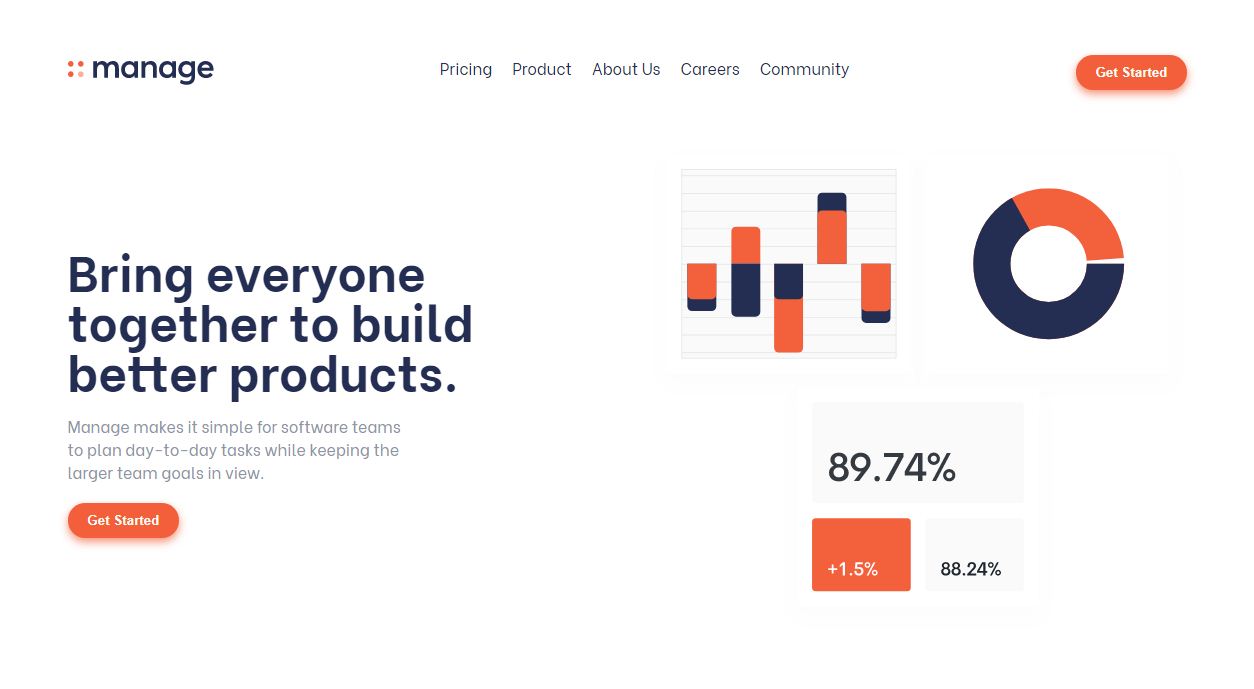 manage
Pricing Product About Us Careers Community
Get Started
Bring everyone
together to build
better products.
Manage makes it simple for software teams
to plan day-to-day tasks while keeping the
larger team goals in view.
Get Started
89.74%
+1.5% 88.24%